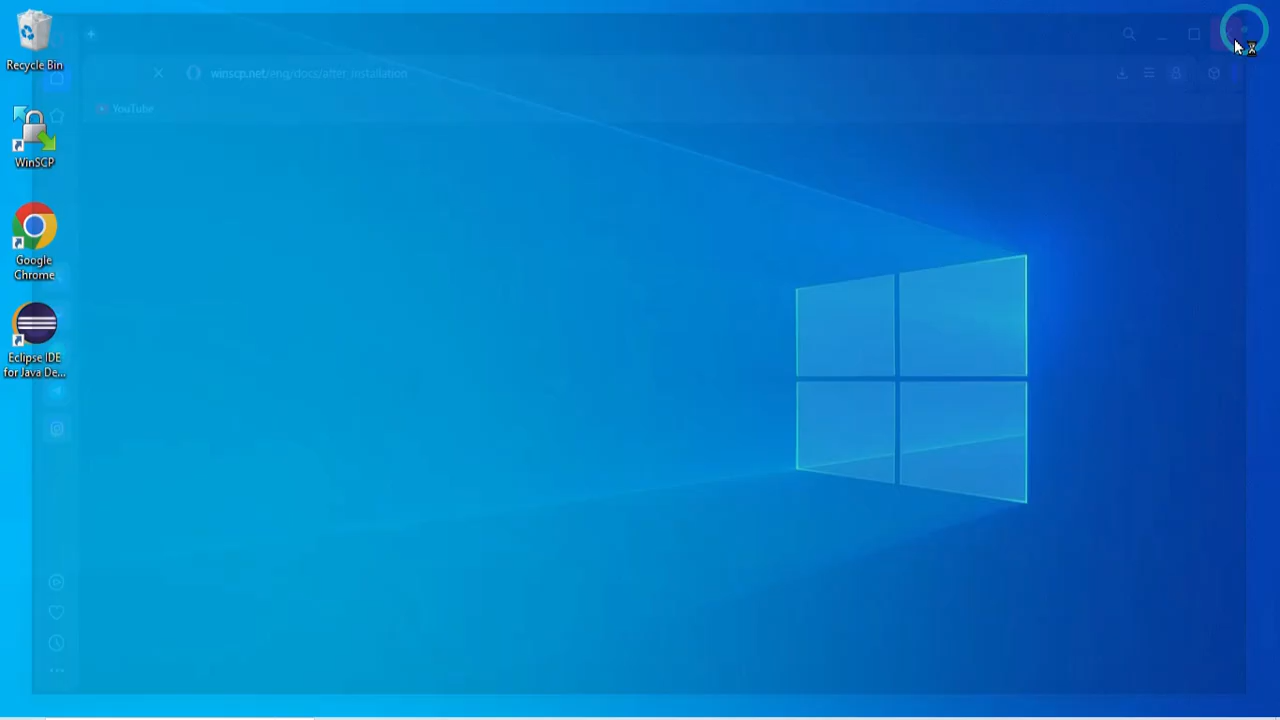 Recycle Bin
winscp.net/eng/docs/after_installation
YouTube
WinSCP
Google
Chrome
Eclipse IDE
for Java De...